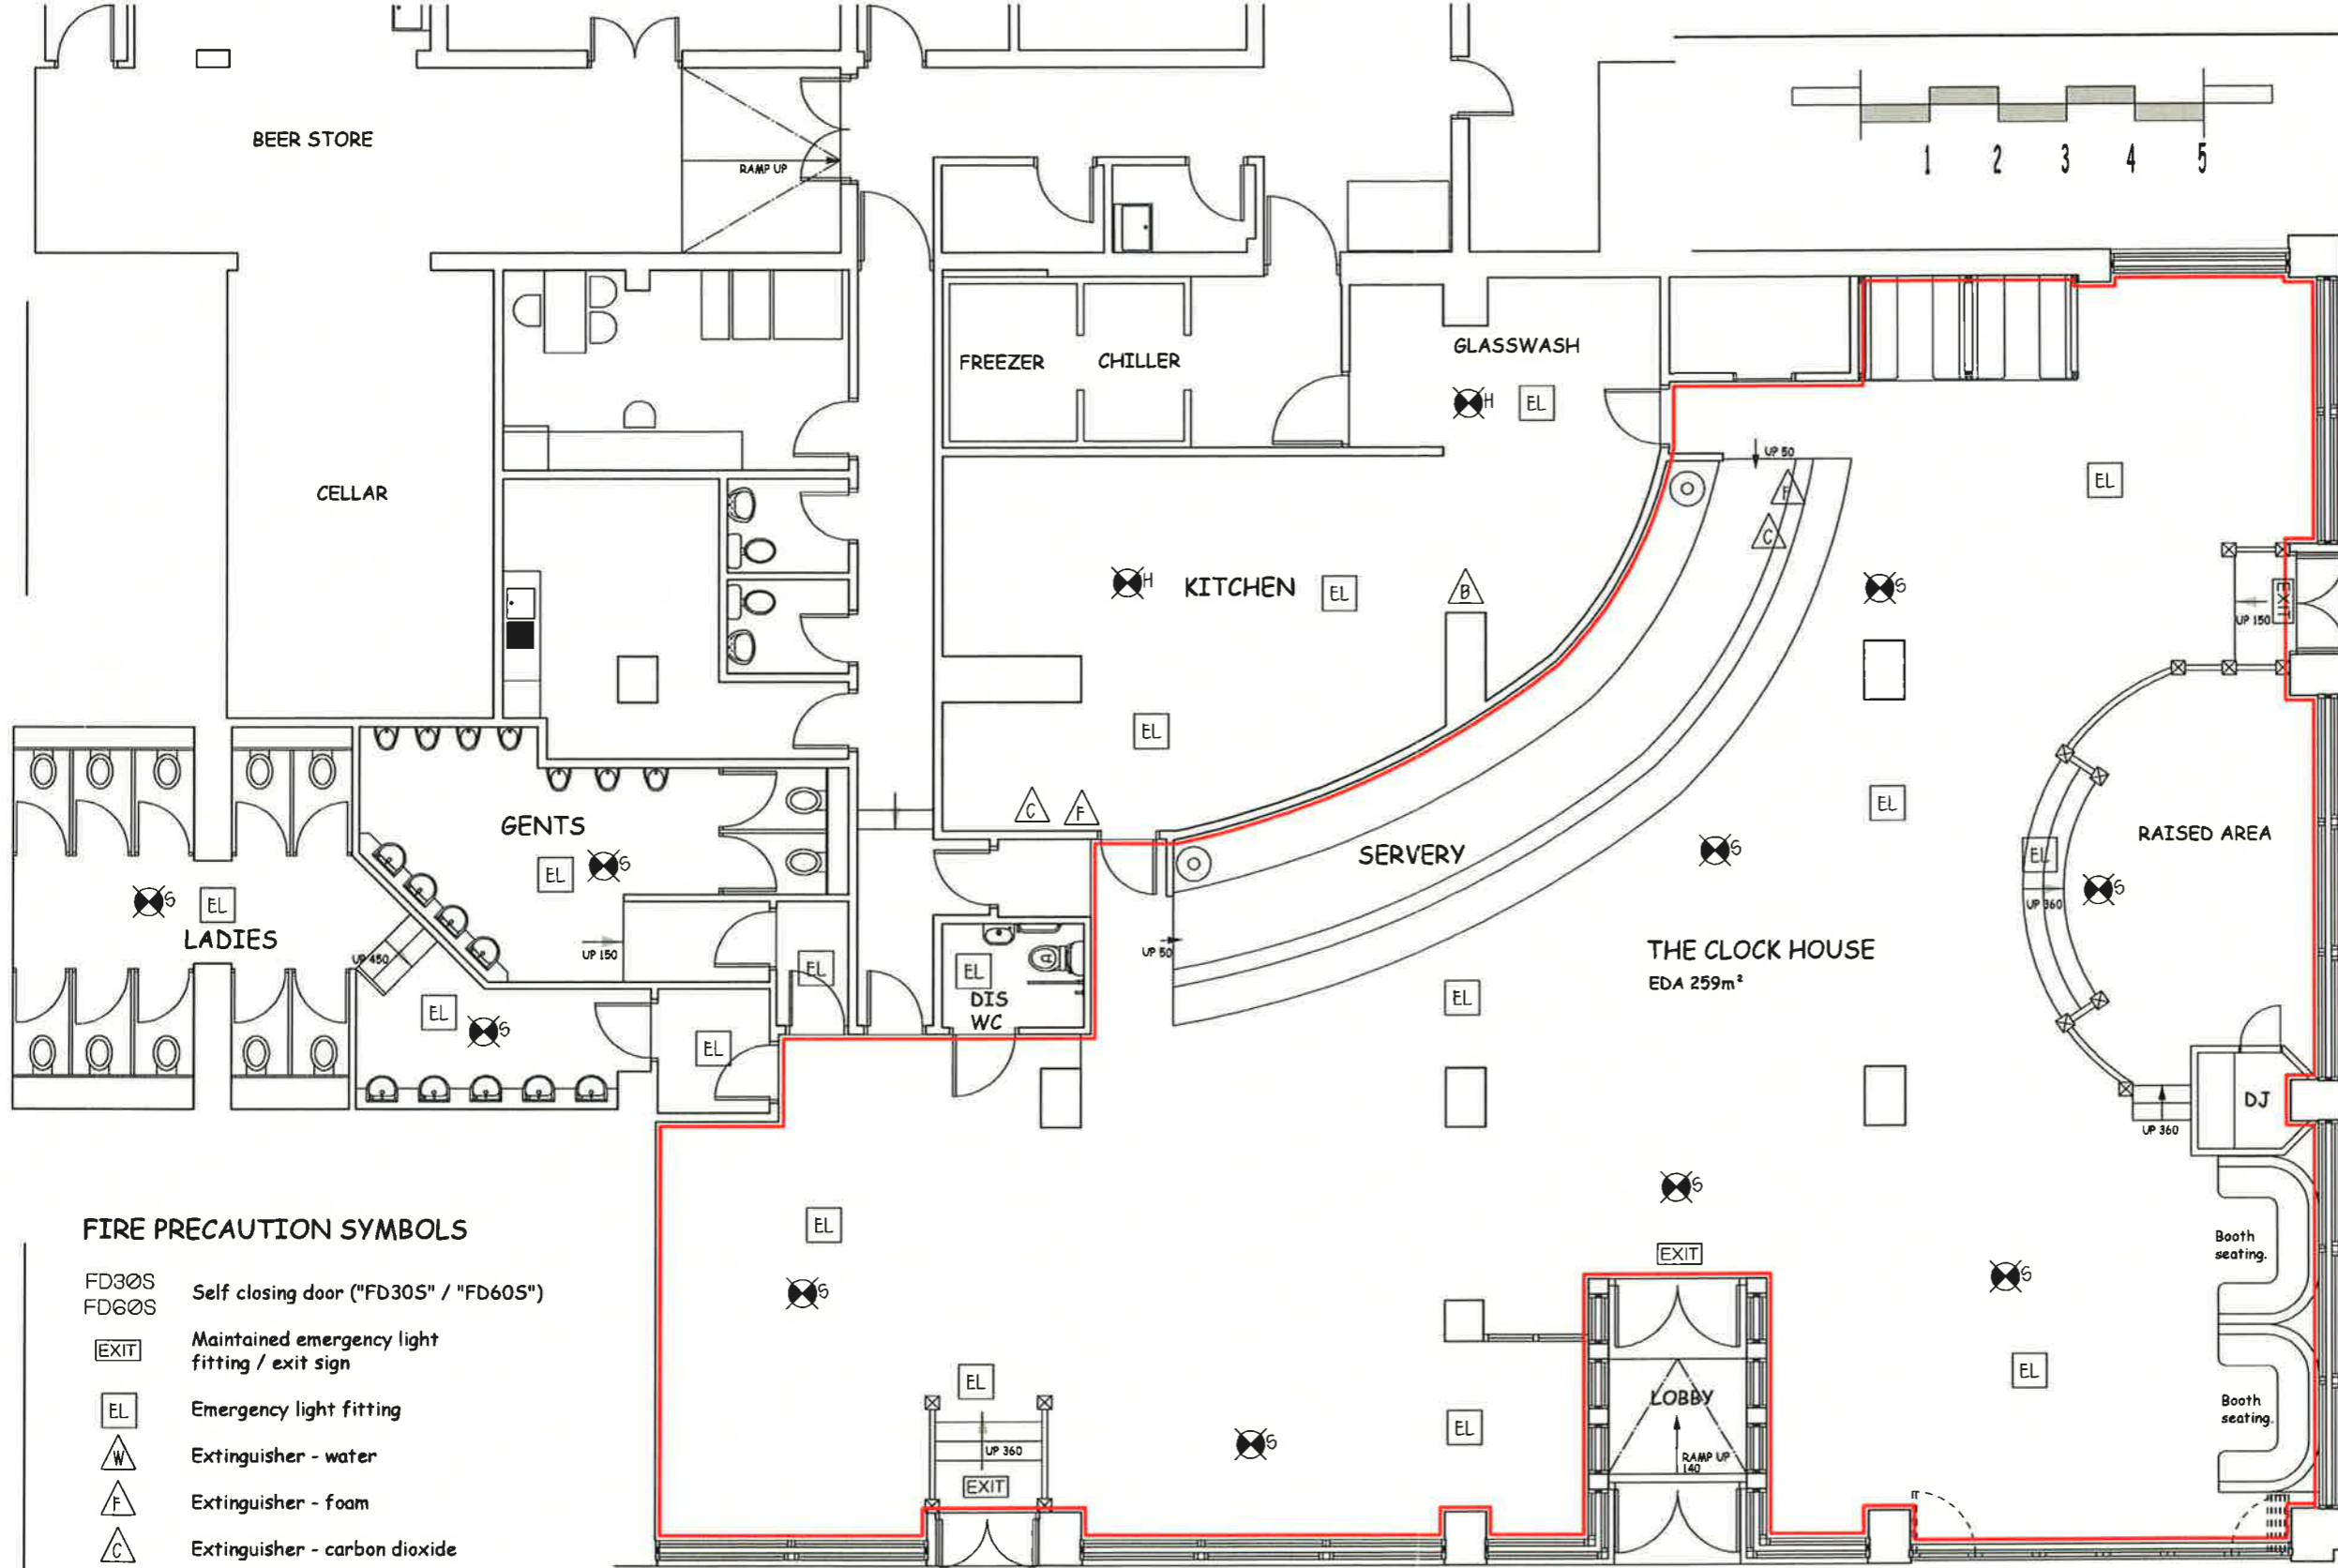 BEER STORE
RAMP UP
1 2 3 4 5
FREEZER
CHILLER
GLASSWASH
H
EL
UP 50
F
C
EL
CELLAR
H
KITCHEN
EL
B
S
EXIT
UP 150
EL
EL
C
F
GENTS
EL
S
SERVERY
S
EL
RAISED AREA
S
UP 360
S
EL
LADIES
UP 450
UP 150
EL
UP 50
THE CLOCK HOUSE
EDA 259m²
EL
DIS
WC
EL
EL
S
EL
DJ
UP 360
S
EL
S
EXIT
S
Booth
seating.
EL
Booth
seating.
EL
S
UP 360
EXIT
EL
LOBBY
RAMP UP
140
FIRE PRECAUTION SYMBOLS
FD30S
FD60S
Self closing door ("FD30S" / "FD60S")
EXIT
Maintained emergency light
fitting / exit sign
EL
Emergency light fitting
W
Extinguisher - water
F
Extinguisher - foam
C
Extinguisher - carbon dioxide